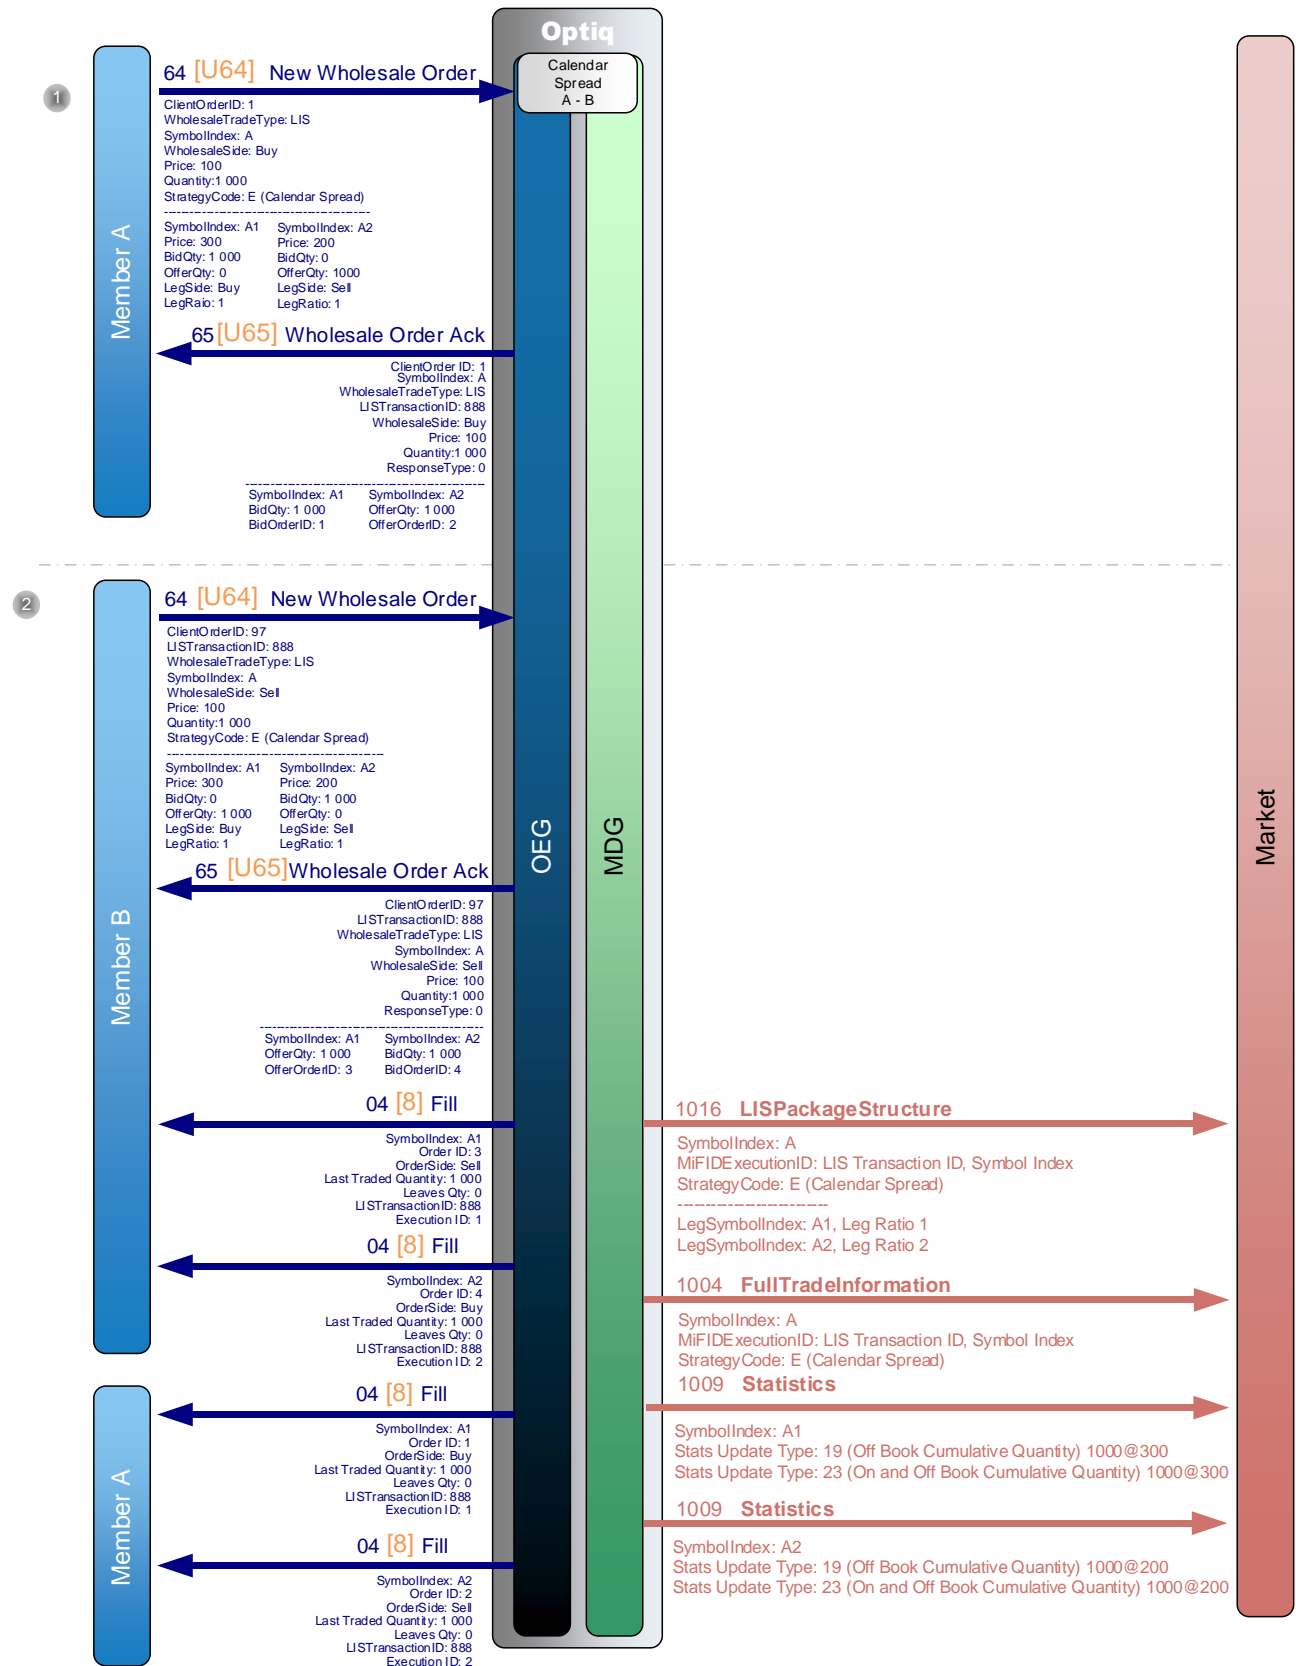 Optiq
Calendar
Spread
A - B
1
Member A
64 [U64] New Wholesale Order
ClientOrderID: 1
WholesaleTradeType: LIS
SymbolIndex: A
WholesaleSide: Buy
Price: 100
Quantity:1 000
StrategyCode: E (Calendar Spread)
------------------------------------------------
SymbolIndex: A1 SymbolIndex: A2
Price: 300 Price: 200
BidQty: 1 000 BidQty: 0
OfferQty: 0 OfferQty: 1000
LegSide: Buy LegSide: Sell
LegRaio: 1 LegRatio: 1
65 [U65] Wholesale Order Ack
ClientOrder ID: 1
SymbolIndex: A
WholesaleTradeType: LIS
LISTransactionID: 888
WholesaleSide: Buy
Price: 100
Quantity:1 000
ResponseType: 0
------------------------------------------------
SymbolIndex: A1 SymbolIndex: A2
BidQty: 1 000 OfferQty: 1 000
BidOrderID: 1 OfferOrderID: 2
2
Member B
64 [U64] New Wholesale Order
ClientOrderID: 97
LISTransactionID: 888
WholesaleTradeType: LIS
SymbolIndex: A
WholesaleSide: Sell
Price: 100
Quantity:1 000
StrategyCode: E (Calendar Spread)
------------------------------------------------
SymbolIndex: A1 SymbolIndex: A2
Price: 300 Price: 200
BidQty: 0 BidQty: 1 000
OfferQty: 1 000 OfferQty: 0
LegSide: Buy LegSide: Sell
LegRatio: 1 LegRatio: 1
65 [U65] Wholesale Order Ack
ClientOrderID: 97
LISTransactionID: 888
WholesaleTradeType: LIS
SymbolIndex: A
WholesaleSide: Sell
Price: 100
Quantity:1 000
ResponseType: 0
------------------------------------------------
SymbolIndex: A1 SymbolIndex: A2
OfferQty: 1 000 BidQty: 1 000
OfferOrderID: 3 BidOrderID: 4
04 [8] Fill
SymbolIndex: A1
Order ID: 3
OrderSide: Sell
Last Traded Quantity: 1 000
Leaves Qty: 0
LISTransactionID: 888
Execution ID: 1
04 [8] Fill
SymbolIndex: A2
Order ID: 4
OrderSide: Buy
Last Traded Quantity: 1 000
Leaves Qty: 0
LISTransactionID: 888
Execution ID: 2
Member A
04 [8] Fill
SymbolIndex: A1
Order ID: 1
OrderSide: Buy
Last Traded Quantity: 1 000
Leaves Qty: 0
LISTransactionID: 888
Execution ID: 1
04 [8] Fill
SymbolIndex: A2
Order ID: 2
OrderSide: Sell
Last Traded Quantity: 1 000
Leaves Qty: 0
LISTransactionID: 888
Execution ID: 2
OEG
MDG
1016 LISPackageStructure
SymbolIndex: A
MiFIDExecutionID: LIS Transaction ID, Symbol Index
StrategyCode: E (Calendar Spread)
---------------------------
LegSymbolIndex: A1, Leg Ratio 1
LegSymbolIndex: A2, Leg Ratio 2
1004 FullTradeInformation
SymbolIndex: A
MiFIDExecutionID: LIS Transaction ID, Symbol Index
StrategyCode: E (Calendar Spread)
1009 Statistics
SymbolIndex: A1
Stats Update Type: 19 (Off Book Cumulative Quantity) 1000@300
Stats Update Type: 23 (On and Off Book Cumulative Quantity) 1000@300
1009 Statistics
SymbolIndex: A2
Stats Update Type: 19 (Off Book Cumulative Quantity) 1000@200
Stats Update Type: 23 (On and Off Book Cumulative Quantity) 1000@200
Market